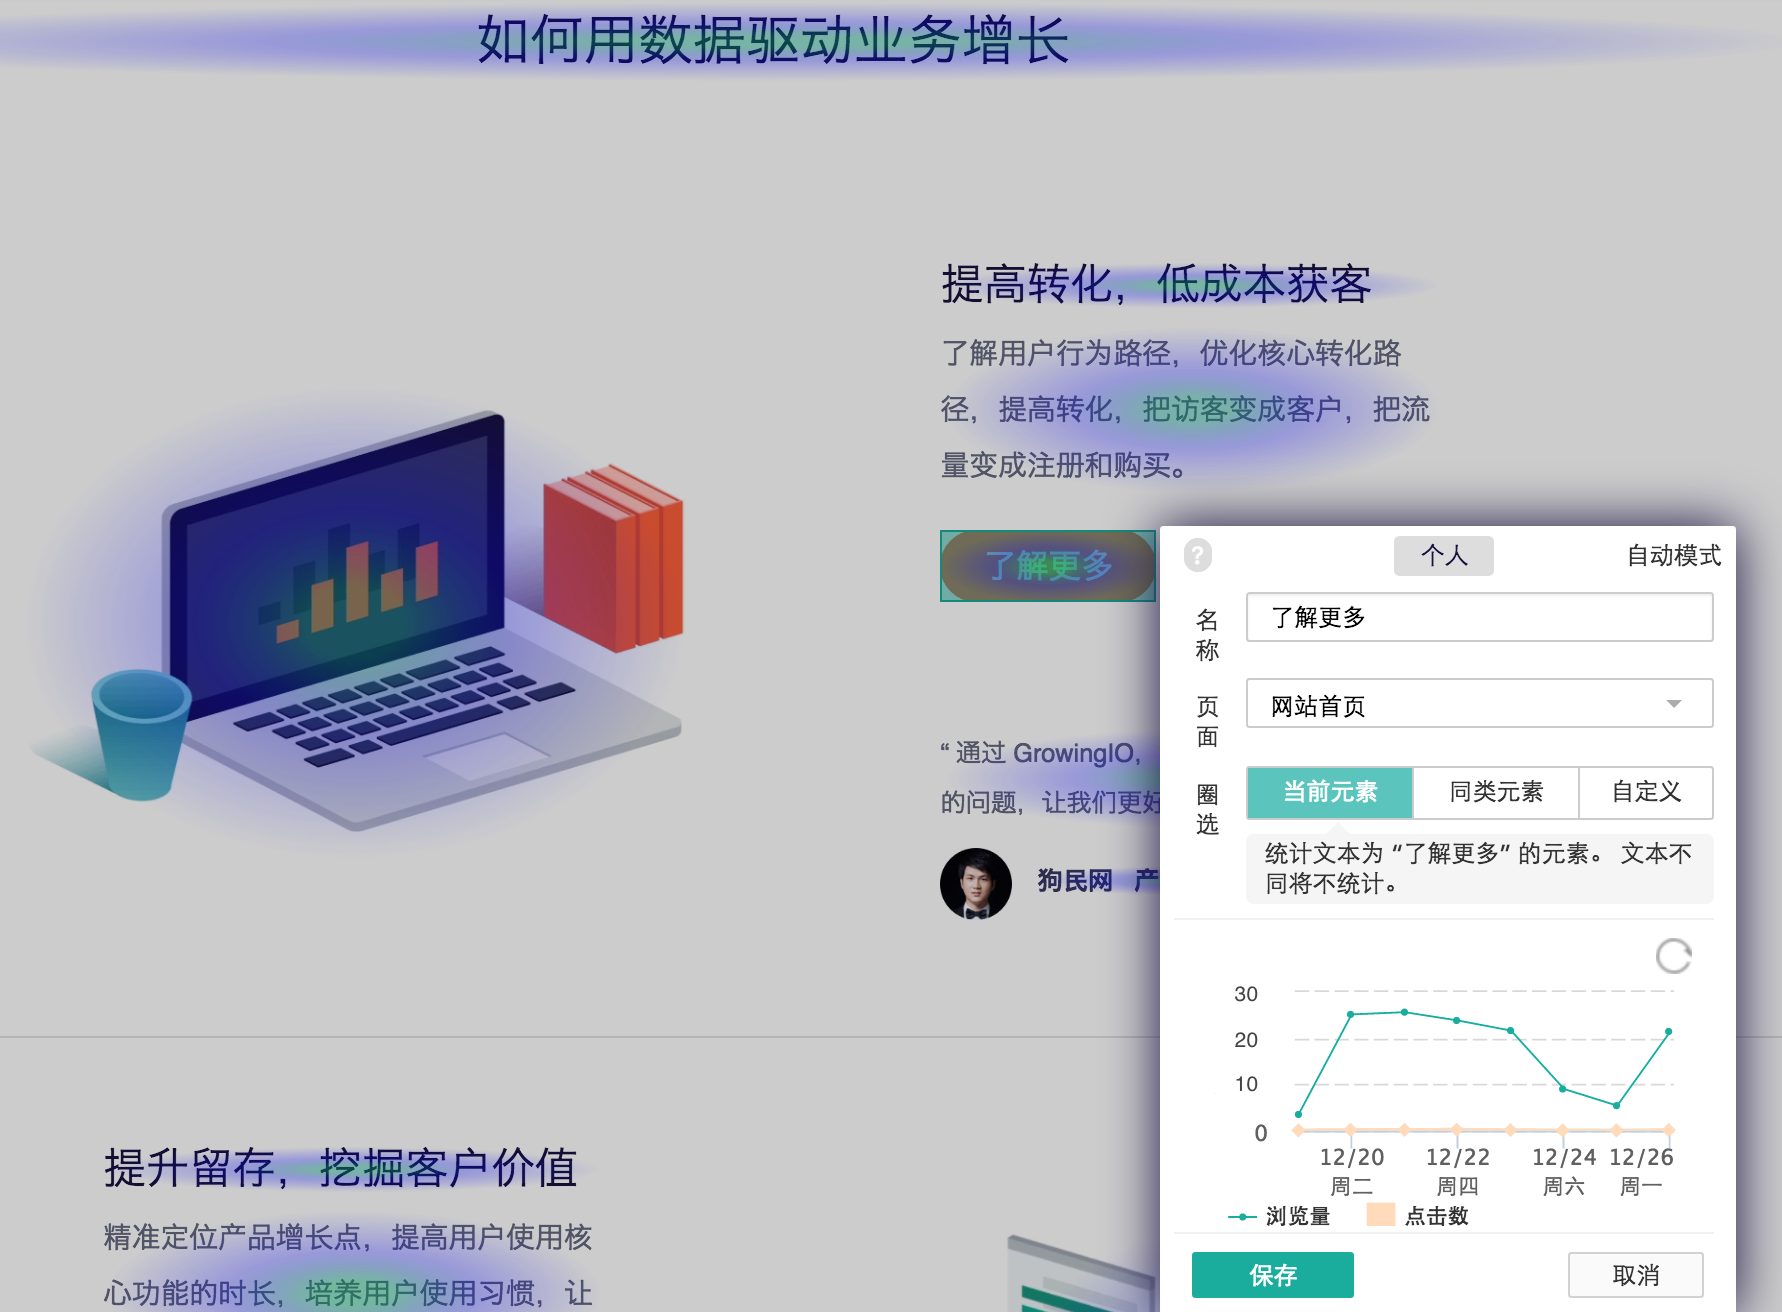 如何用数据驱动业务增长
提高转化，低成本获客
了解用户行为路径，优化核心转化路
径，提高转化，把访客变成客户，把流
量变成注册和购买。
了解更多
“ 通过 GrowingIO,
的问题，让我们更好
狗民网 产
?
个人
自动模式
名称
了解更多
页面
网站首页
圈选
当前元素
同类元素
自定义
统计文本为 “了解更多” 的元素。 文本不
同将不统计。
30
20
10
0
12/20 12/22 12/24 12/26
周二 周四 周六 周一
浏览量 点击数
保存
取消
提升留存，挖掘客户价值
精准定位产品增长点，提高用户使用核
心功能的时长，培养用户使用习惯，让